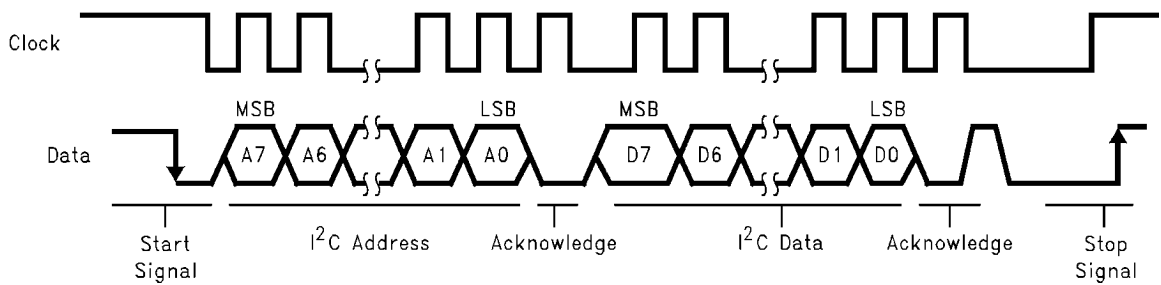 Clock
MSB LSB MSB LSB
Data A7 A6 A1 A0 D7 D6 D1 D0
Start Signal
I²C Address
Acknowledge
I²C Data
Acknowledge
Stop Signal